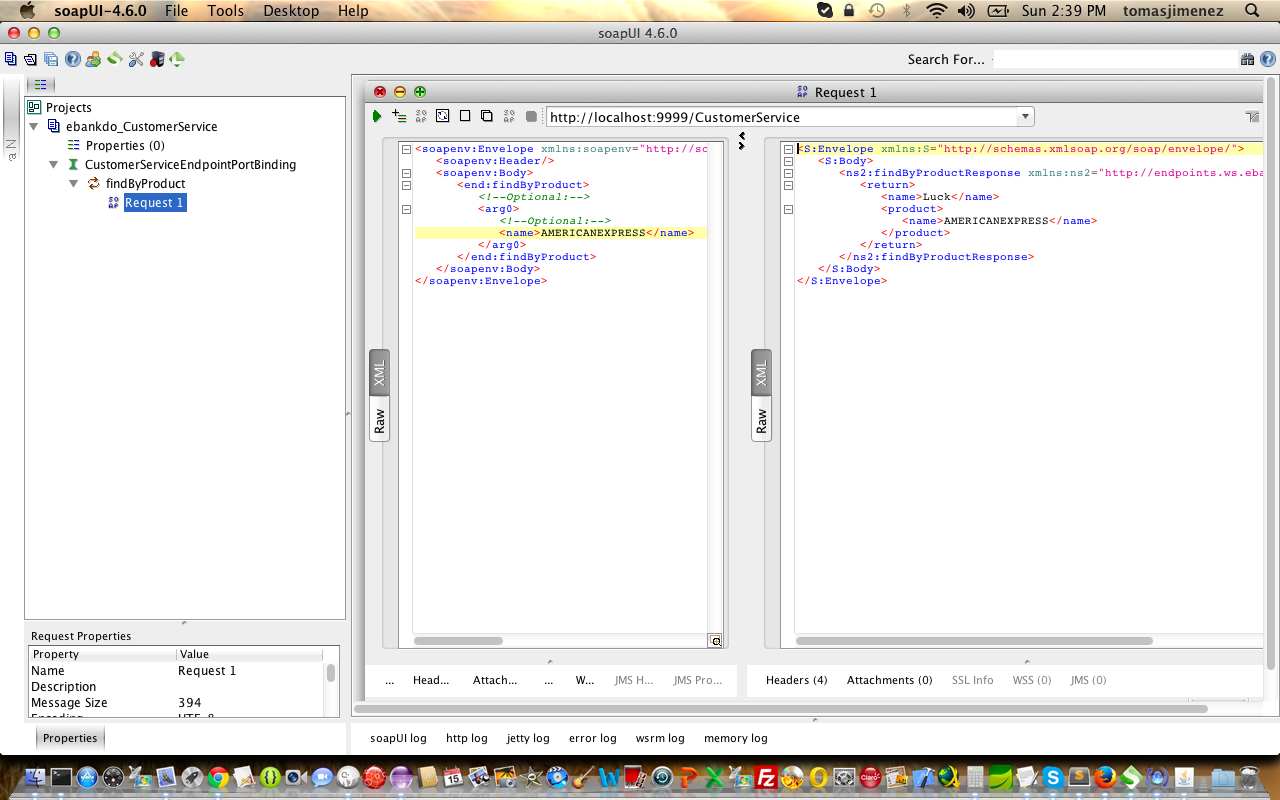 soapUI-4.6.0 File Tools Desktop Help Sun 2:39 PM tomasjimenez
soapUI 4.6.0
Search For...
Na
Projects
ebankdo_CustomerService
Properties (0)
CustomerServiceEndpointPortBinding
findByProduct
Request 1
Request Properties
Property Value
Name Request 1
Description
Message Size 394
Encoding UTF-8
Properties
Request 1
http://localhost:9999/CustomerService
XML
Raw
<soapenv:Envelope xmlns:soapenv="http://sc
<soapenv:Header/>
<soapenv:Body>
<end:findByProduct>
<!--Optional:-->
<arg0>
<!--Optional:-->
<name>AMERICANEXPRESS</name>
</arg0>
</end:findByProduct>
</soapenv:Body>
</soapenv:Envelope>
... Head... Attach... ... W... JMS H... JMS Pro...
XML
Raw
<S:Envelope xmlns:S="http://schemas.xmlsoap.org/soap/envelope/">
<S:Body>
<ns2:findByProductResponse xmlns:ns2="http://endpoints.ws.eba
<return>
<name>Luck</name>
<product>
<name>AMERICANEXPRESS</name>
</product>
</return>
</ns2:findByProductResponse>
</S:Body>
</S:Envelope>
Headers (4) Attachments (0) SSL Info WSS (0) JMS (0)
soapUI log http log jetty log error log wsrm log memory log